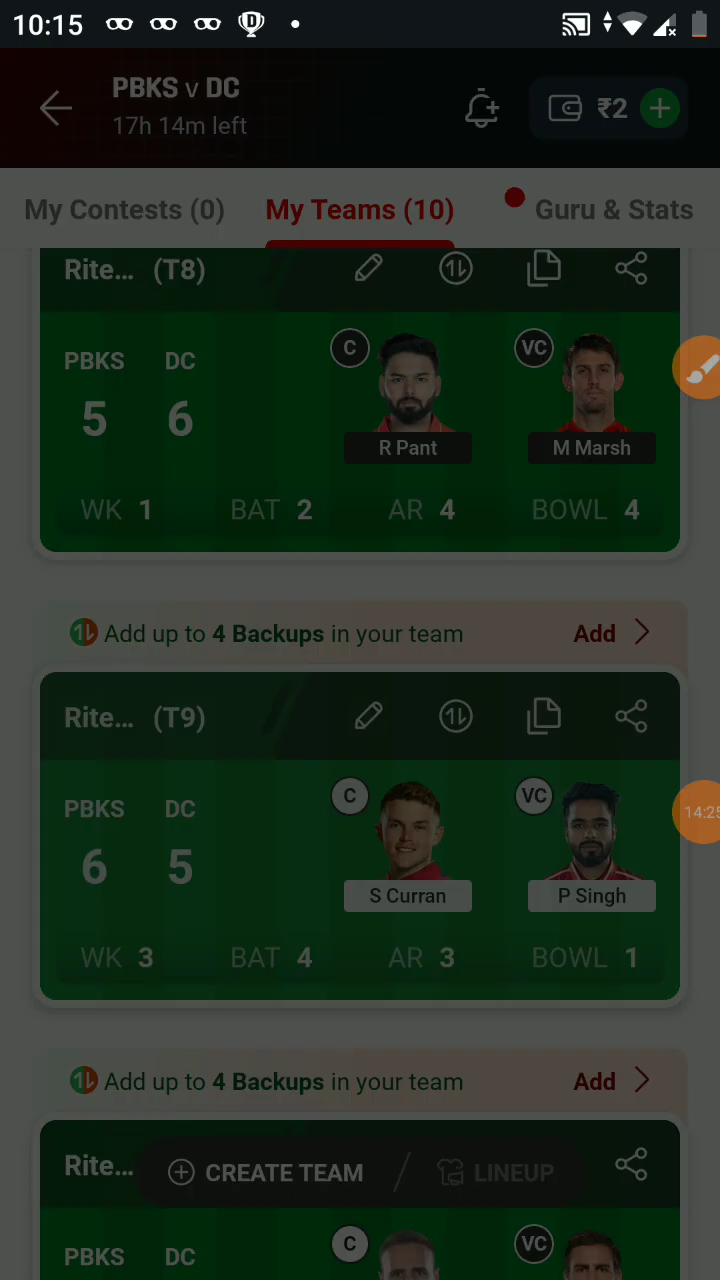 10:15
PBKS v DC
17h 14m left
₹2
My Contests (0) My Teams (10) Guru & Stats
Rite... (T8)
PBKS DC C VC
5 6
R Pant M Marsh
WK 1 BAT 2 AR 4 BOWL 4
Add up to 4 Backups in your team Add
Rite... (T9)
PBKS DC C VC
6 5
14:25
S Curran P Singh
WK 3 BAT 4 AR 3 BOWL 1
Add up to 4 Backups in your team Add
Rite...
CREATE TEAM LINEUP
PBKS DC C VC